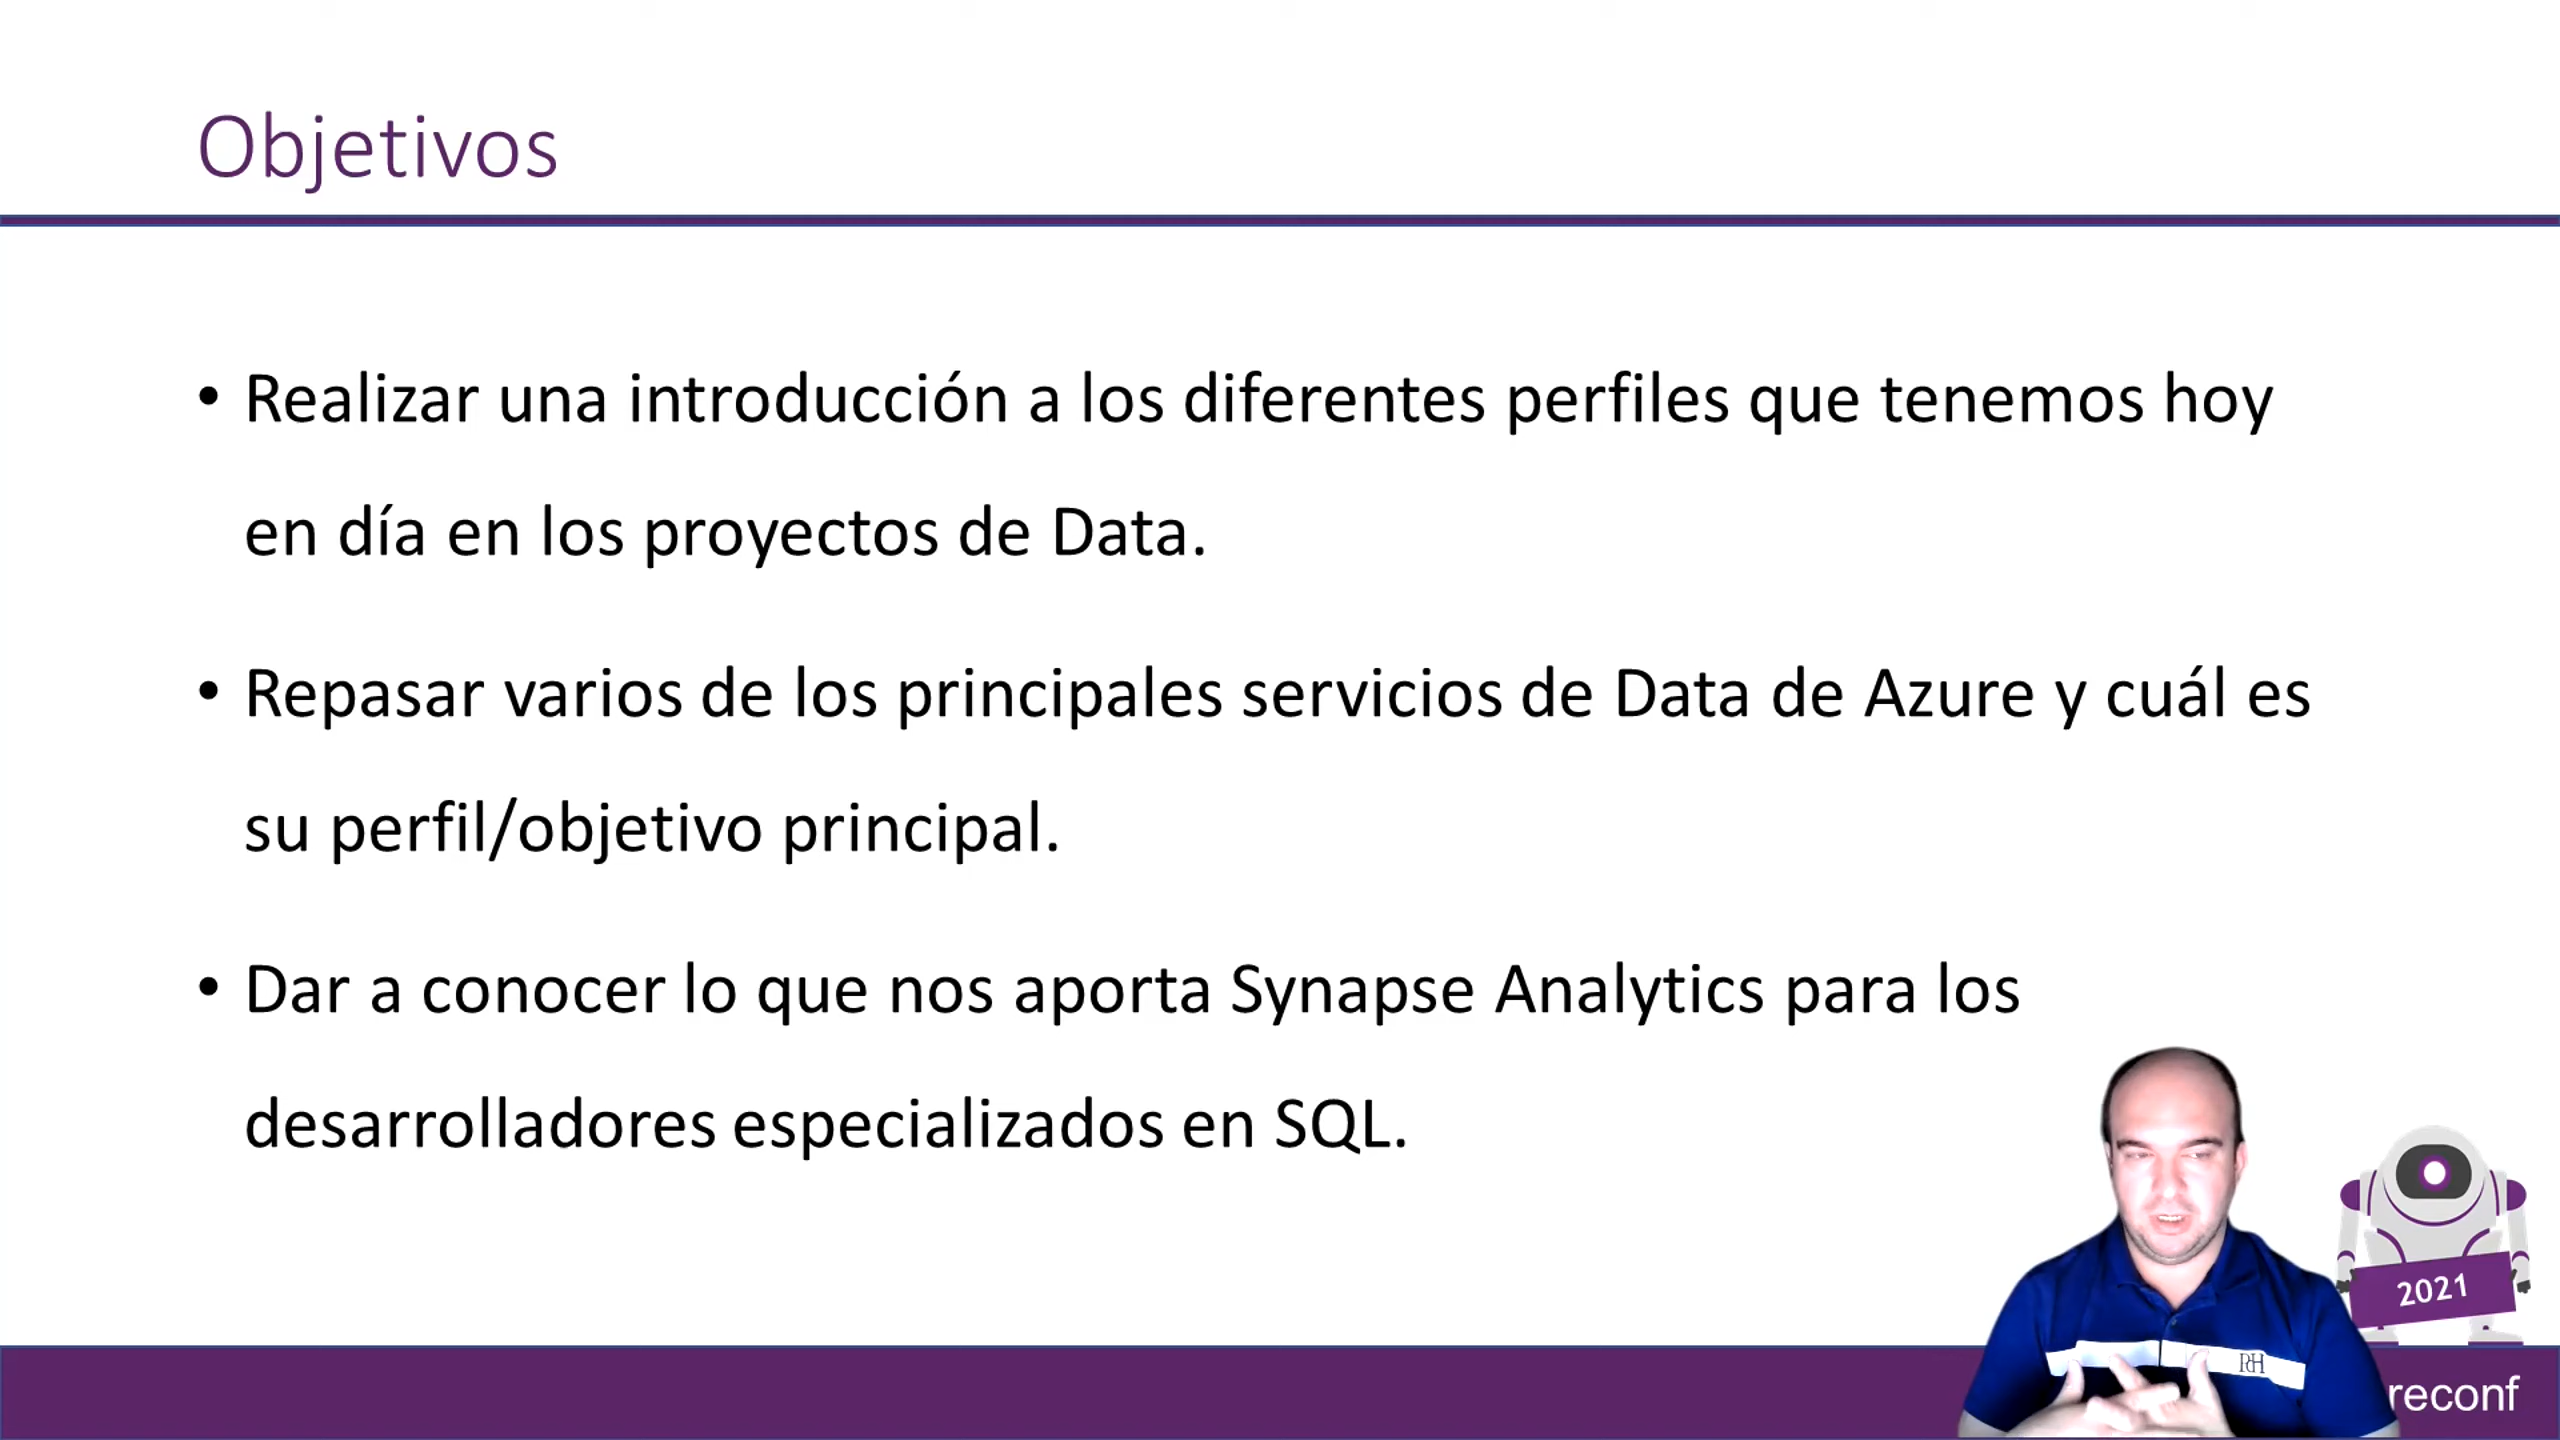 Objetivos
• Realizar una introducción a los diferentes perfiles que tenemos hoy
en día en los proyectos de Data.
• Repasar varios de los principales servicios de Data de Azure y cuál es
su perfil/objetivo principal.
• Dar a conocer lo que nos aporta Synapse Analytics para los
desarrolladores especializados en SQL.
2021
RH
reconf